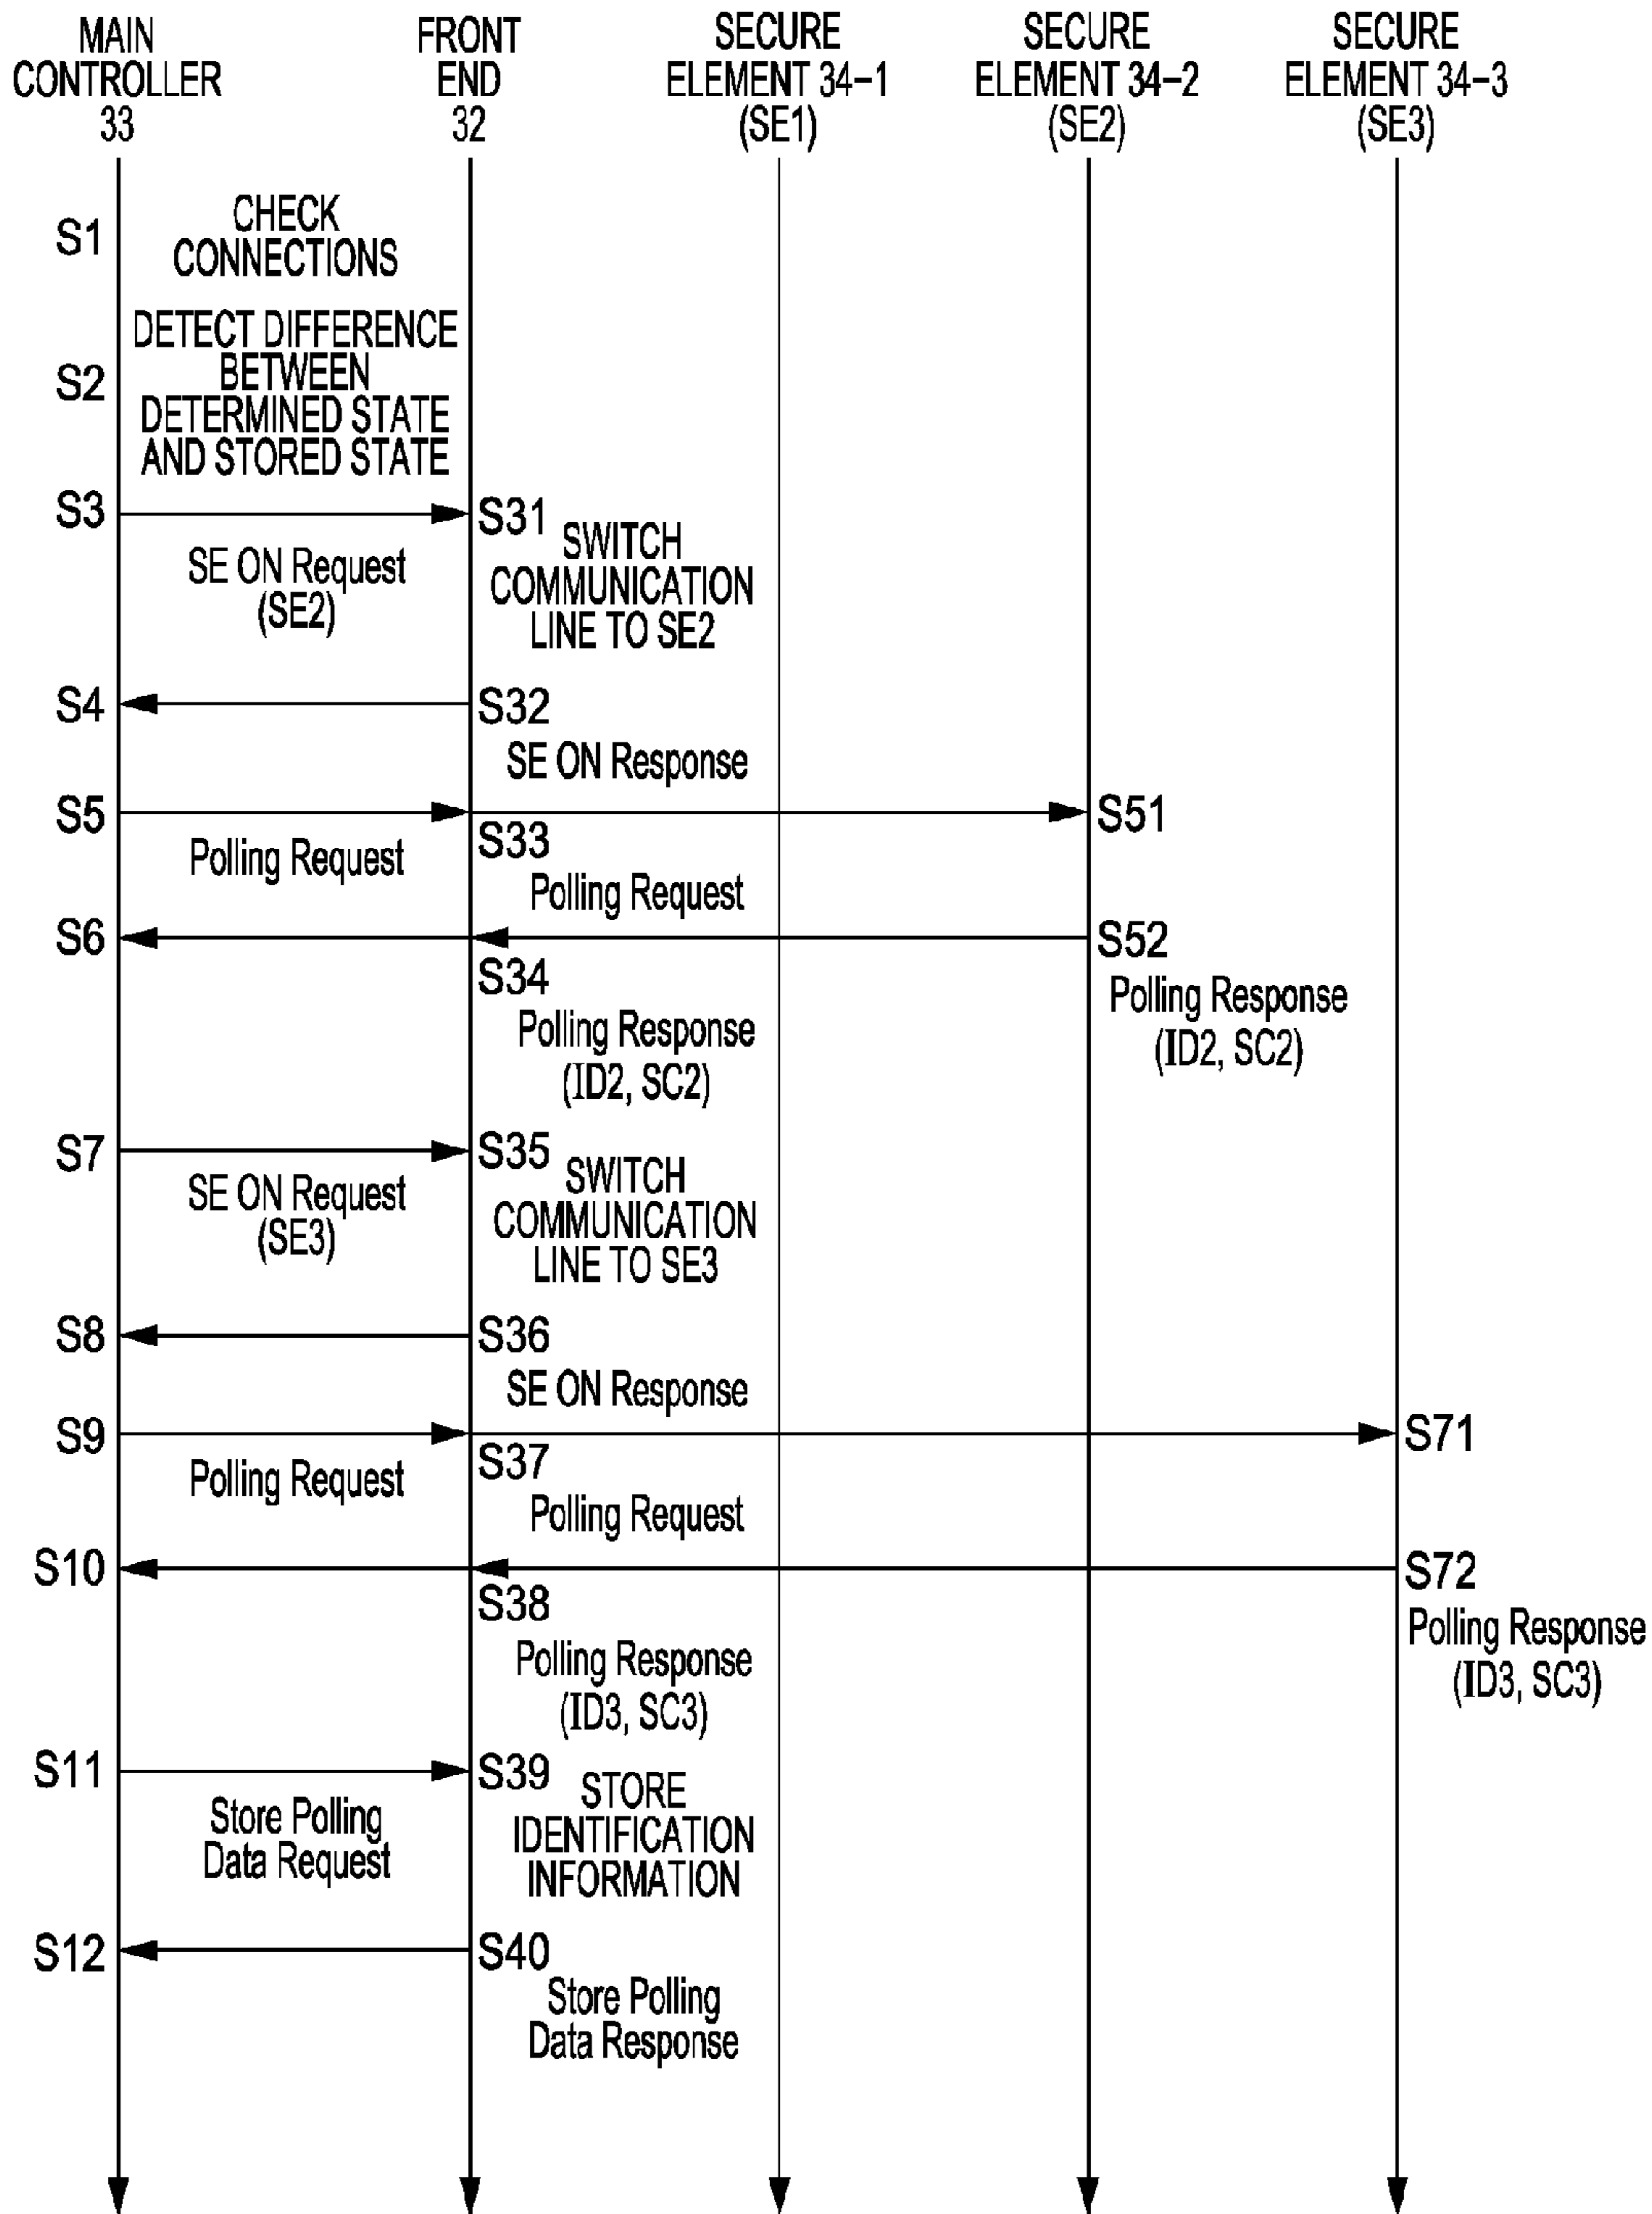 MAIN
CONTROLLER
33
FRONT
END
32
SECURE
ELEMENT 34-1
(SE1)
SECURE
ELEMENT 34-2
(SE2)
SECURE
ELEMENT 34-3
(SE3)
S1
CHECK
CONNECTIONS
S2
DETECT DIFFERENCE
BETWEEN
DETERMINED STATE
AND STORED STATE
S3
SE ON Request
(SE2)
S31
SWITCH
COMMUNICATION
LINE TO SE2
S4
S32
SE ON Response
S5
Polling Request
S33
Polling Request
S51
S6
S34
Polling Response
(ID2, SC2)
S52
Polling Response
(ID2, SC2)
S7
SE ON Request
(SE3)
S35
SWITCH
COMMUNICATION
LINE TO SE3
S8
S36
SE ON Response
S9
Polling Request
S37
Polling Request
S71
S10
S38
Polling Response
(ID3, SC3)
S72
Polling Response
(ID3, SC3)
S11
Store Polling
Data Request
S39
STORE
IDENTIFICATION
INFORMATION
S12
S40
Store Polling
Data Response